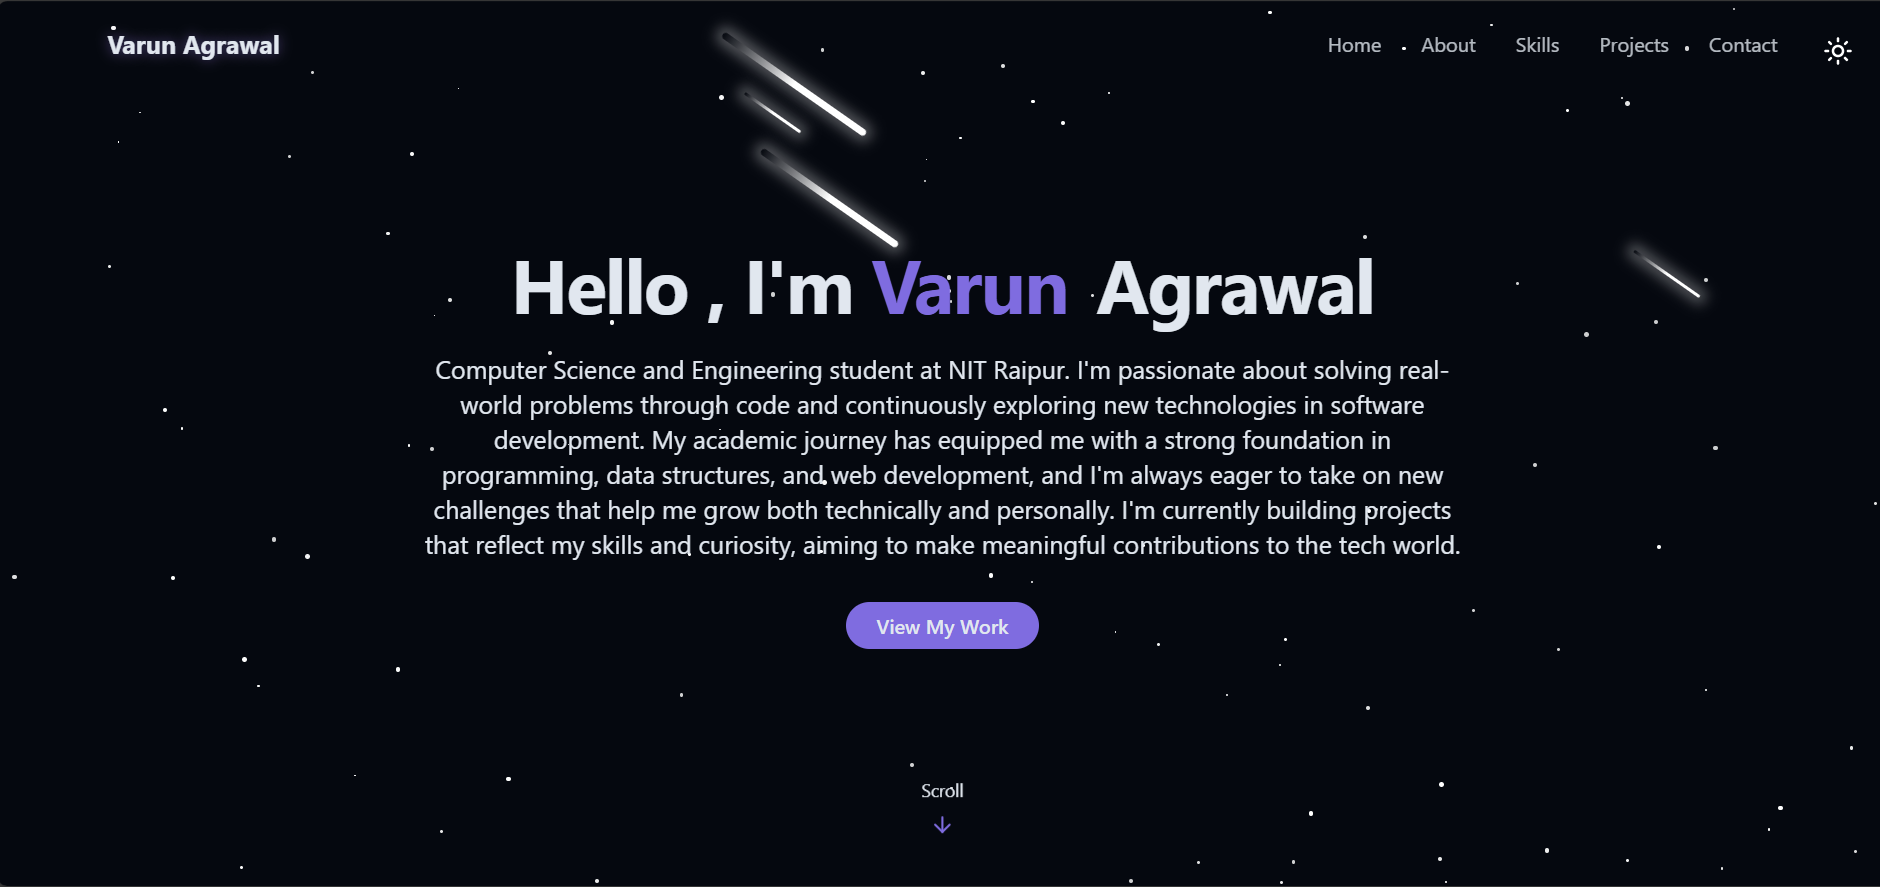 Varun Agrawal
Home About Skills Projects Contact
Hello , I'm Varun Agrawal
Computer Science and Engineering student at NIT Raipur. I'm passionate about solving real-
world problems through code and continuously exploring new technologies in software
development. My academic journey has equipped me with a strong foundation in
programming, data structures, and web development, and I'm always eager to take on new
challenges that help me grow both technically and personally. I'm currently building projects
that reflect my skills and curiosity, aiming to make meaningful contributions to the tech world.
View My Work
Scroll